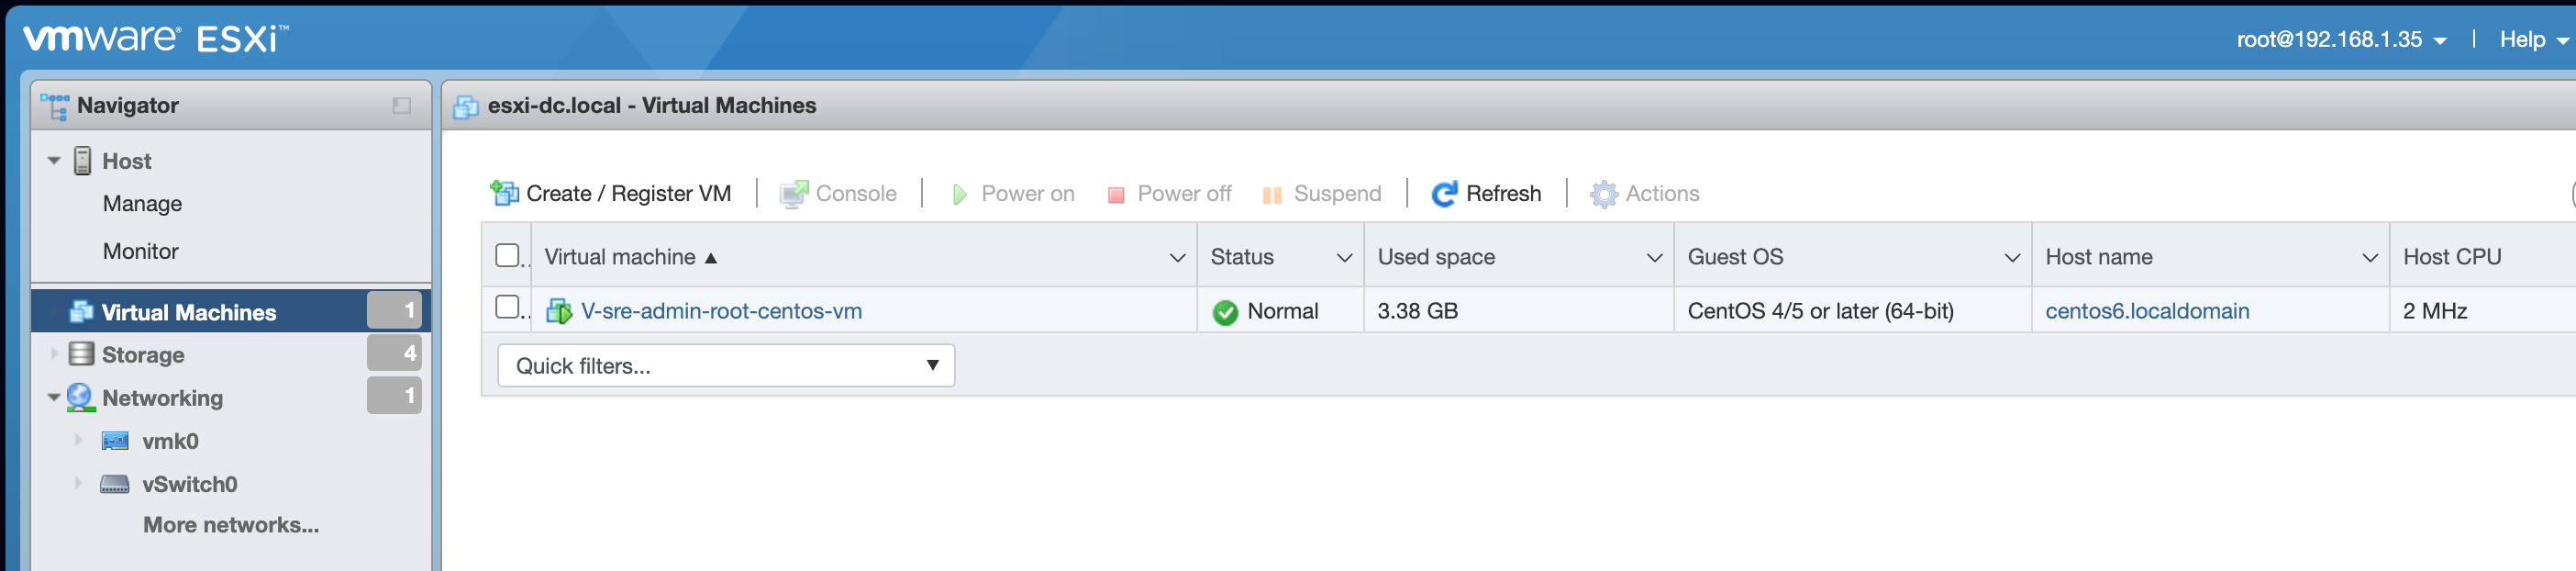 vmware® ESXi™
root@192.168.1.35 | Help
Navigator
Host
Manage
Monitor
Virtual Machines 1
Storage 4
Networking 1
vmk0
vSwitch0
More networks...
esxi-dc.local - Virtual Machines
Create / Register VM | Console | Power on Power off Suspend | Refresh | Actions
Virtual machine ▲ Status Used space Guest OS Host name Host CPU
V-sre-admin-root-centos-vm Normal 3.38 GB CentOS 4/5 or later (64-bit) centos6.localdomain 2 MHz
Quick filters...